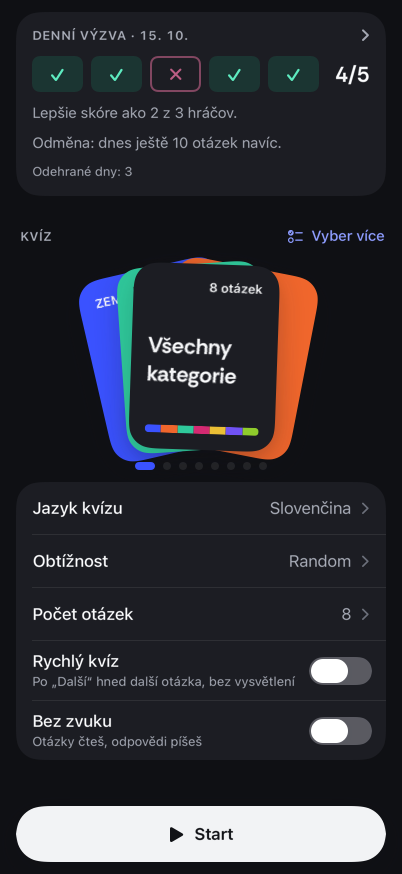 DENNÍ VÝZVA · 15. 10.
4/5
Lepšie skóre ako 2 z 3 hráčov.
Odměna: dnes ještě 10 otázek navíc.
Odehrané dny: 3
KVÍZ
Vyber více
8 otázek
Všechny
kategorie
Jazyk kvízu
Slovenčina
Obtížnost
Random
Počet otázek
8
Rychlý kvíz
Po „Další“ hned další otázka, bez vysvětlení
Bez zvuku
Otázky čteš, odpovědi píšeš
Start